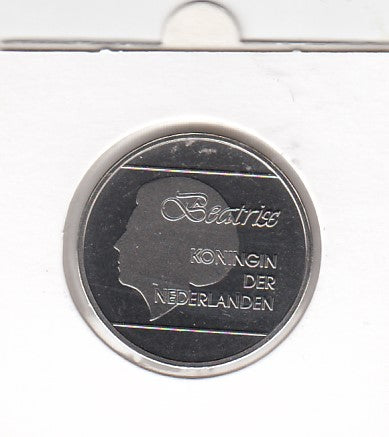 Beatrix
KONINGIN
DER
NEDERLANDEN